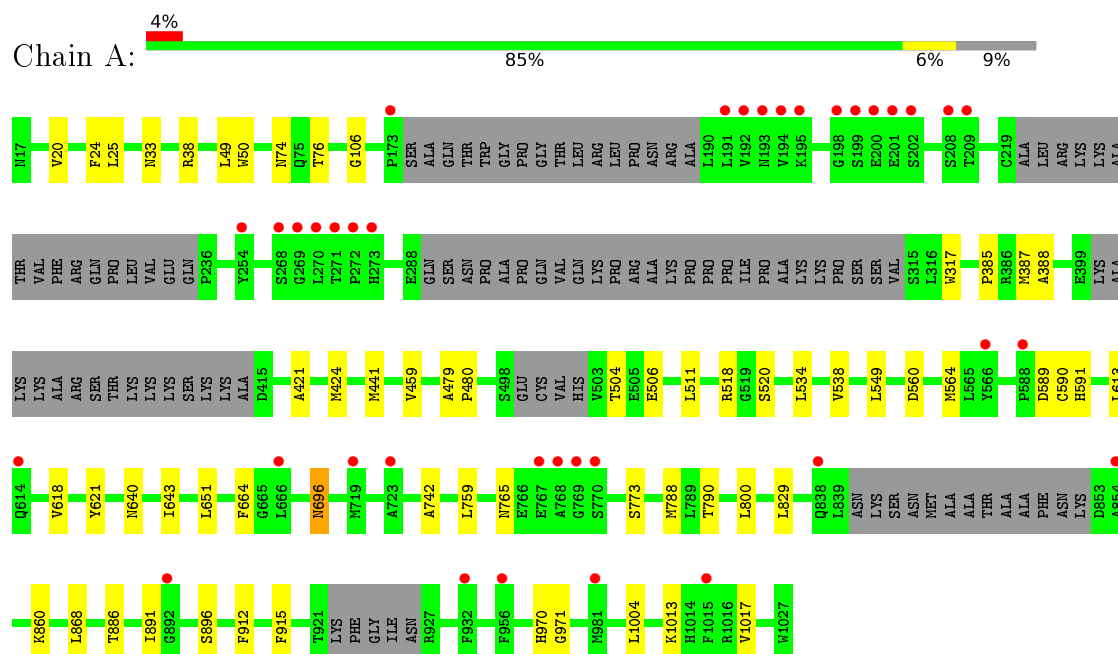 4%
Chain A:
85% 6% 9%
N17 V20 F24 L25 N33 R38 L49 W50 N74 Q75 T76 G106 P173 SER ALA GLN THR TRP GLY PRO GLY THR LEU ARG LEU PRO ASN ARG ALA L190 L191 V192 N193 V194 K195 G198 S199 E200 E201 S202 S208 T209 C219 ALA LEU ARG LYS LYS ALA
THR VAL PHE ARG GLN PRO LEU VAL GLU GLN P236 Y254 S268 G269 L270 T271 P272 H273 E288 GLN SER ASN PRO ALA PRO GLN VAL GLN LYS PRO ARG ALA LYS PRO PRO PRO ILE PRO ALA LYS LYS PRO SER SER VAL S315 L316 W317 P385 R386 M387 A388 E399 LYS ALA
LYS LYS ALA ARG SER THR LYS LYS LYS SER LYS LYS ALA D415 A421 M424 M441 V459 A479 P480 S498 GLU CYS VAL HIS V503 T504 E505 E506 L511 R518 G519 S520 L534 V538 L549 D560 M564 L565 Y566 P588 D589 C590 H591 L613
Q614 V618 Y621 N640 I643 L651 F664 G665 L666 N696 M719 A723 A742 L759 N765 E766 E767 A768 G769 S770 S773 M788 L789 T790 L800 L829 Q838 L839 ASN LYS SER ASN MET ALA ALA THR ALA ALA PHE ASN LYS D853 A854
K860 L868 T886 I891 G892 S896 F912 F915 T921 LYS PHE GLY ILE ASN R927 F932 F956 H970 G971 M981 L1004 K1013 H1014 F1015 R1016 V1017 W1027